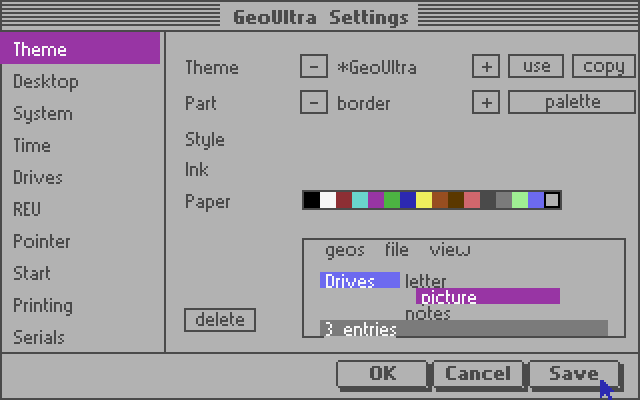 GeoUltra Settings
Theme
Desktop
System
Time
Drives
REU
Pointer
Start
Printing
Serials
Theme - *GeoUltra + use copy
Part - border + palette
Style
Ink
Paper
geos file view
Drives letter
picture
notes
3 entries
delete
OK Cancel Save